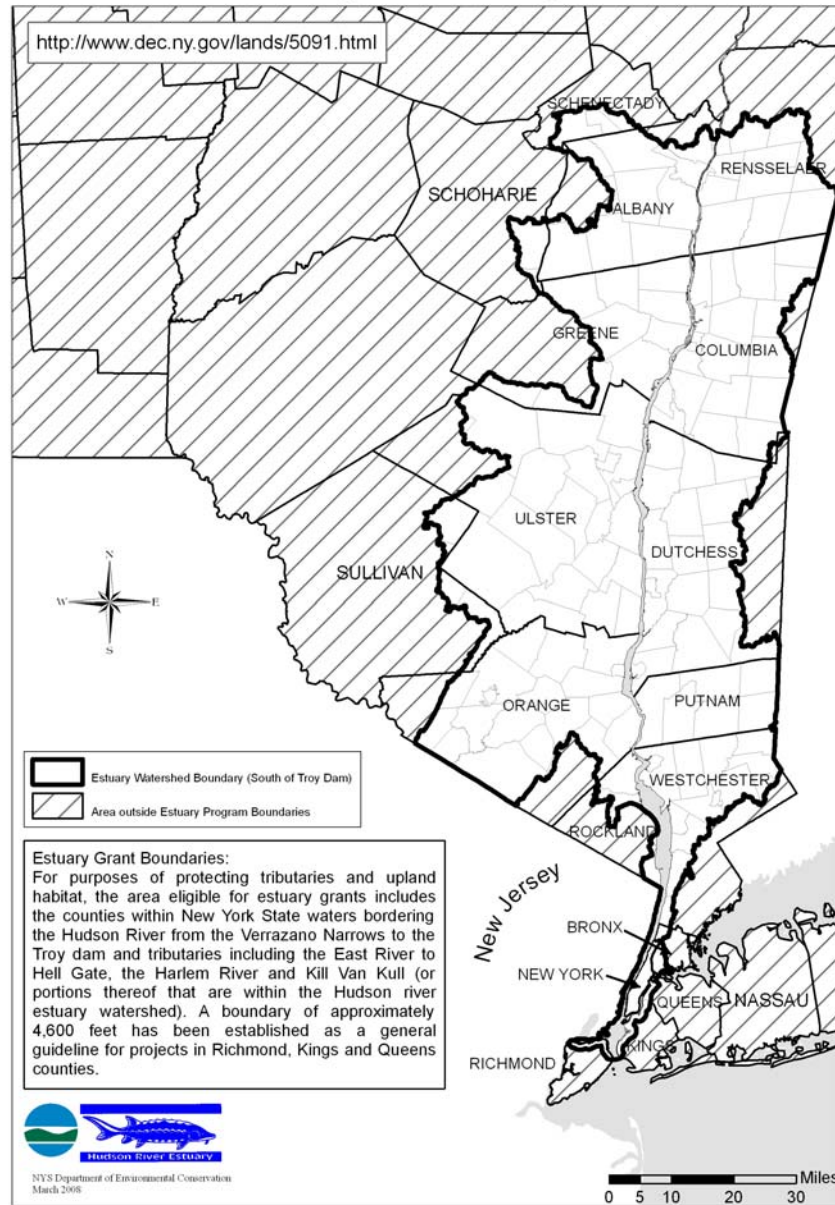 http://www.dec.ny.gov/lands/5091.html
SCHENECTADY
RENSSELAER
SCHOHARIE
ALBANY
GREENE
COLUMBIA
ULSTER
DUTCHESS
SULLIVAN
N
W E
S
ORANGE
PUTNAM
WESTCHESTER
ROCKLAND
Estuary Watershed Boundary (South of Troy Dam)
Area outside Estuary Program Boundaries
Estuary Grant Boundaries:
For purposes of protecting tributaries and upland
habitat, the area eligible for estuary grants includes
the counties within New York State waters bordering
the Hudson River from the Verrazano Narrows to the
Troy dam and tributaries including the East River to
Hell Gate, the Harlem River and Kill Van Kull (or
portions thereof that are within the Hudson river
estuary watershed). A boundary of approximately
4,600 feet has been established as a general
guideline for projects in Richmond, Kings and Queens
counties.
New Jersey
BRONX
NEW YORK
QUEENS
NASSAU
KINGS
RICHMOND
Hudson River Estuary
NYS Department of Environmental Conservation
March 2008
Miles
0 5 10 20 30